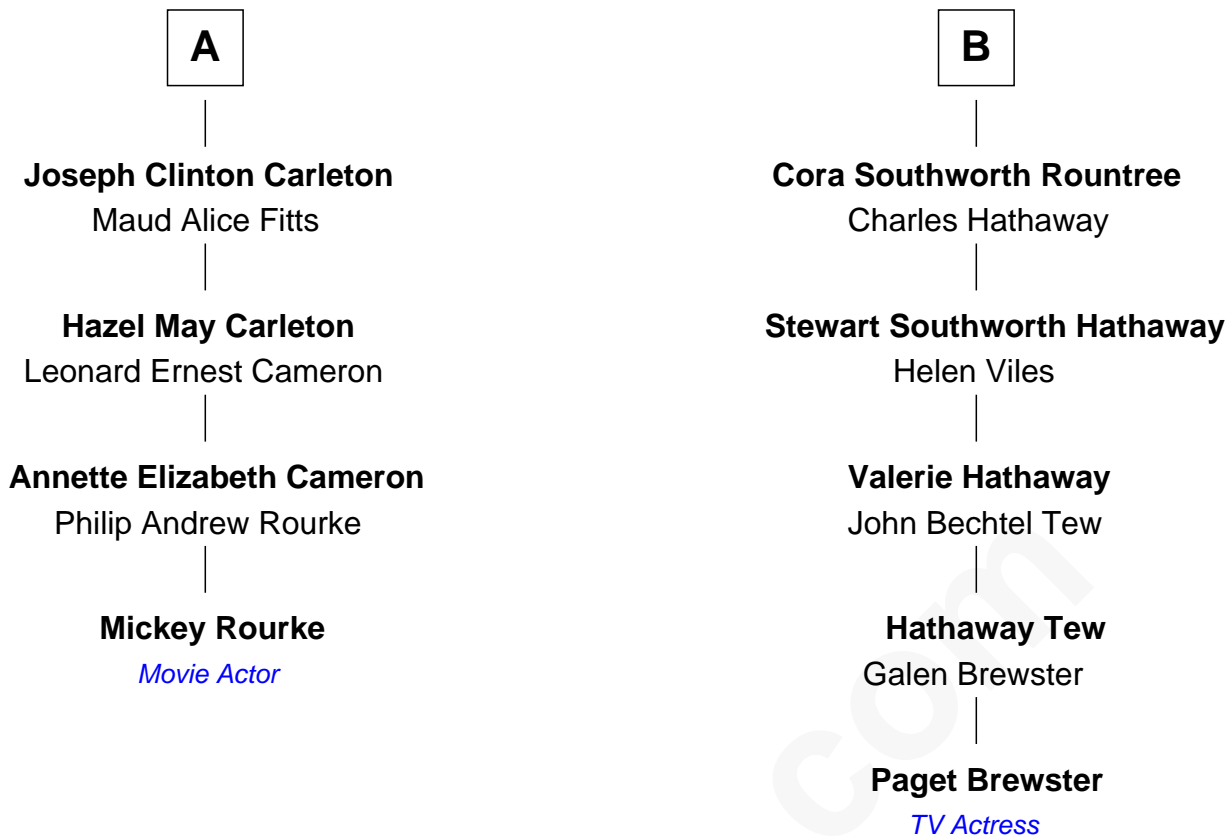 A
Joseph Clinton Carleton
Maud Alice Fitts
Hazel May Carleton
Leonard Ernest Cameron
Annette Elizabeth Cameron
Philip Andrew Rourke
Mickey Rourke
Movie Actor
B
Cora Southworth Rountree
Charles Hathaway
Stewart Southworth Hathaway
Helen Viles
Valerie Hathaway
John Bechtel Tew
Hathaway Tew
Galen Brewster
Paget Brewster
TV Actress
com